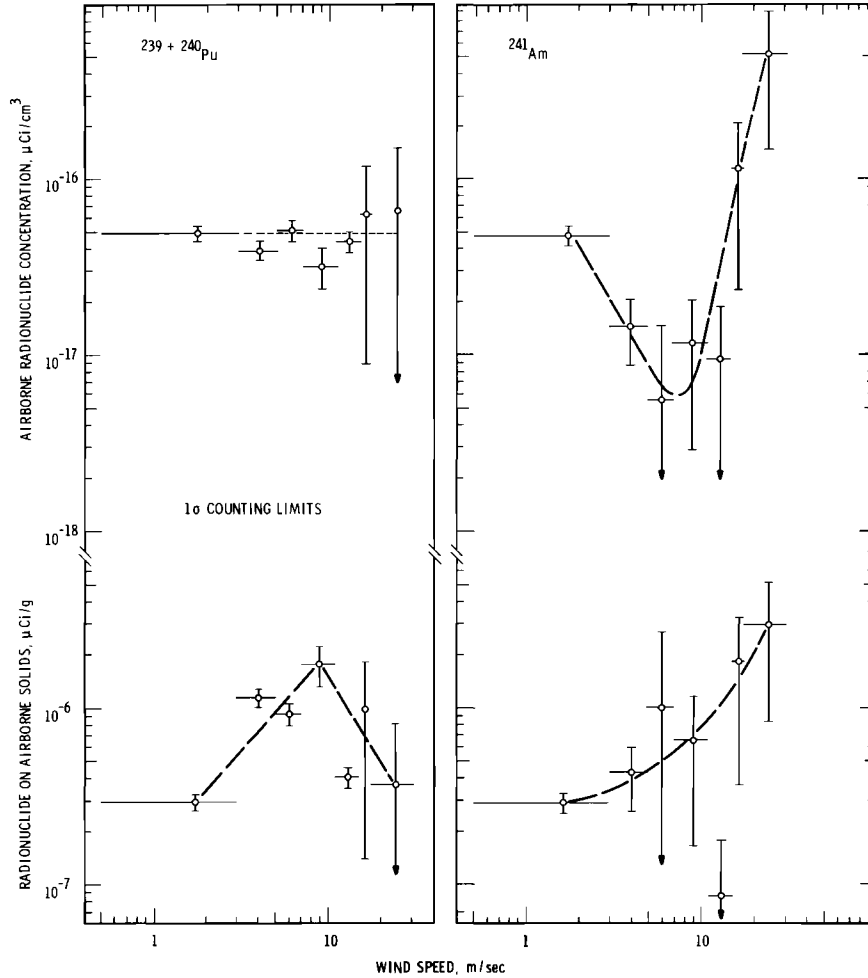 239 + 240Pu
241Am
AIRBORNE RADIONUCLIDE CONCENTRATION, μCi/cm3
10-16
10-17
10-18
1σ COUNTING LIMITS
RADIONUCLIDE ON AIRBORNE SOLIDS, μCi/g
10-6
10-7
1
10
1
10
WIND SPEED, m/sec